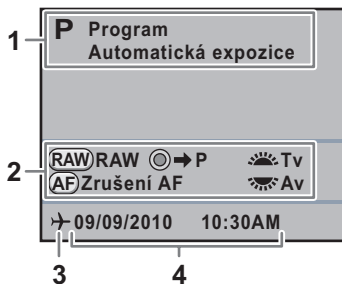 1
P Program
Automatická expozice
2
RAW RAW ➡ P Tv
AF Zrušení AF Av
09/09/2010 10:30AM
3 4